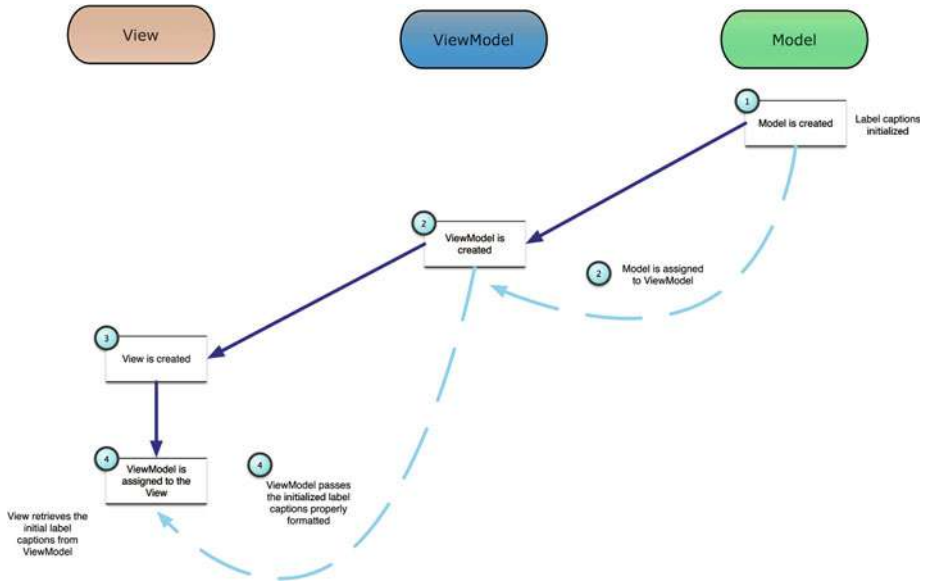 View
ViewModel
Model
1
Model is created
Label captions
initialized
2
ViewModel is
created
2
Model is assigned
to ViewModel
3
View is created
4
ViewModel is
assigned to the
View
4
ViewModel passes
the initialized label
captions properly
formatted
View retrieves the
initial label
captions from
ViewModel